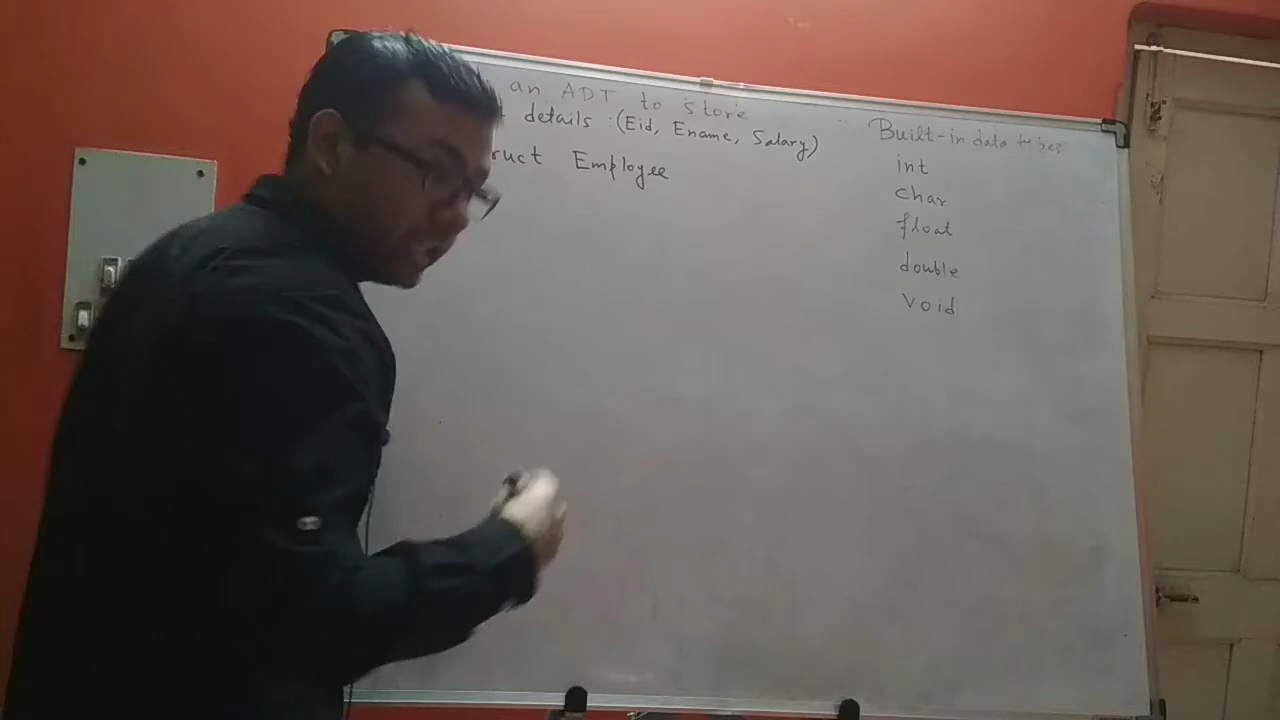 an ADT to store
details :(Eid, Ename, Salary)
ruct Employee
Built-in data types
int
char
float
double
void